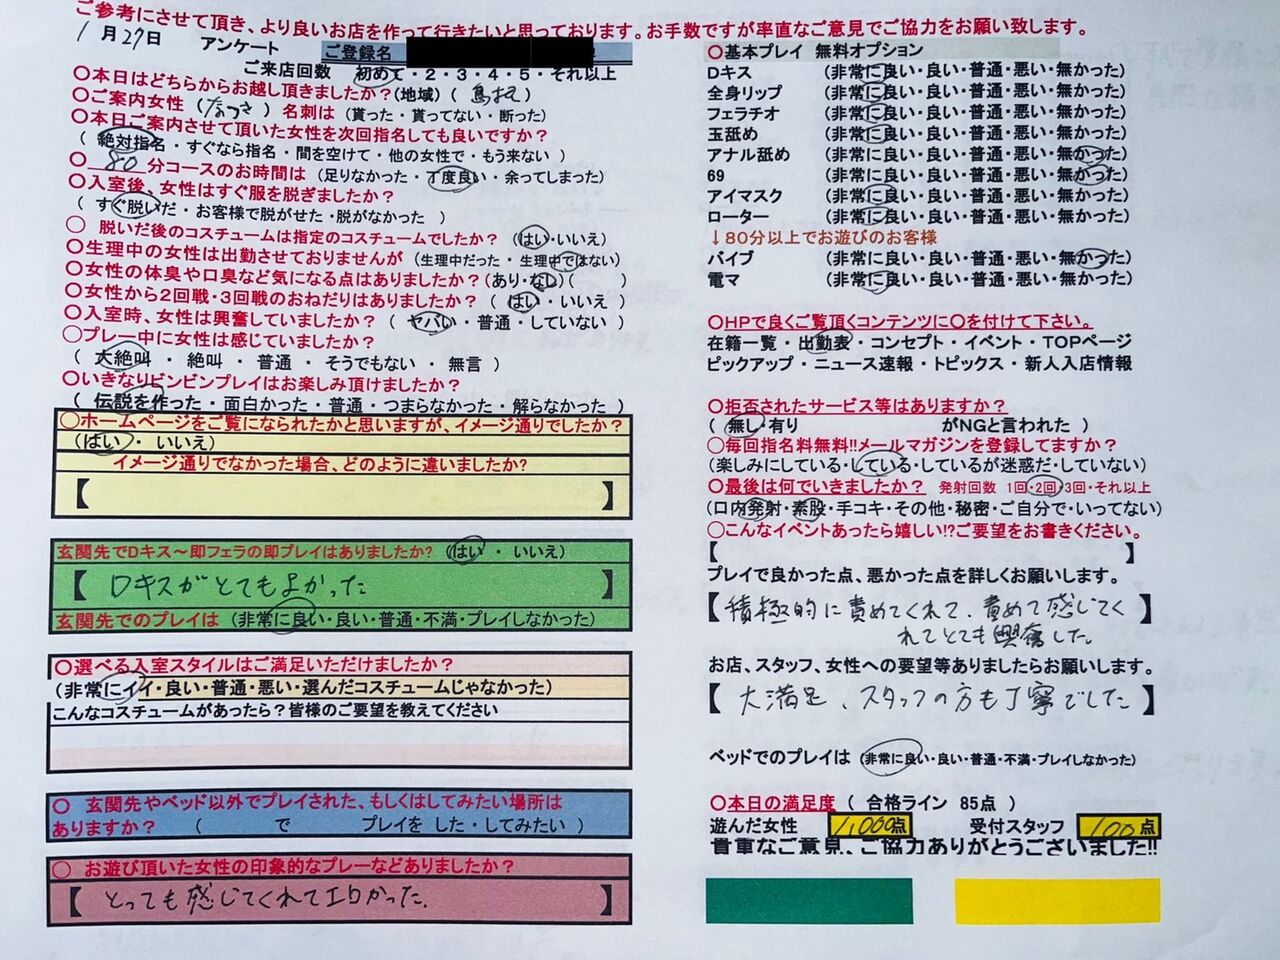 ご参考にさせて頂き、より良いお店を作って行きたいと思っております。お手数ですが率直なご意見でご協力をお願い致します。
1月27日 アンケート ご登録名
ご来店回数 初めて・2・3・4・5・それ以上
〇本日はどちらからお越し頂きましたか?(地域)( 鳥栖 )
〇ご案内女性 ( なつき ) 名刺は (貰った・貰ってない・断った)
〇本日ご案内させて頂いた女性を次回指名しても良いですか?
( 絶対指名・すぐなら指名・間を空けて・他の女性で・もう来ない )
〇 80 分コースのお時間は (足りなかった・丁度良い・余ってしまった)
〇入室後、女性はすぐ服を脱ぎましたか?
( すぐ脱いだ・お客様で脱がせた・脱がなかった )
〇 脱いだ後のコスチュームは指定のコスチュームでしたか? (はい・いいえ)
〇生理中の女性は出勤させておりませんが (生理中だった・生理中ではない)
〇女性の体臭や口臭など気になる点はありましたか?(あり・なし)( )
〇女性から2回戦・3回戦のおねだりはありましたか? ( はい・いいえ )
〇入室時、女性は興奮していましたか? ( ヤバい・普通・していない )
〇プレー中に女性は感じていましたか?
( 大絶叫 ・ 絶叫 ・ 普通 ・ そうでもない ・ 無言 )
〇いきなりビンビンプレイはお楽しみ頂けましたか?
( 伝説を作った・面白かった・普通・つまらなかった・解らなかった )
〇ホームページをご覧になられたかと思いますが、イメージ通りでしたか?
(はい・ いいえ)
イメージ通りでなかった場合、どのように違いましたか?
【 】
玄関先でDキス～即フェラの即プレイはありましたか? (はい ・ いいえ)
【 Dキスがとてもよかった 】
玄関先でのプレイは (非常に良い・良い・普通・不満・プレイしなかった)
〇選べる入室スタイルはご満足いただけましたか?
(非常にイイ・良い・普通・悪い・選んだコスチュームじゃなかった)
こんなコスチュームがあったら?皆様のご要望を教えてください
〇 玄関先やベッド以外でプレイされた、もしくはしてみたい場所は
ありますか? ( で プレイを した・してみたい )
〇 お遊び頂いた女性の印象的なプレーなどありましたか?
【 とっても感じてくれてエロかった. 】
〇基本プレイ 無料オプション
Dキス (非常に良い・良い・普通・悪い・無かった)
全身リップ (非常に良い・良い・普通・悪い・無かった)
フェラチオ (非常に良い・良い・普通・悪い・無かった)
玉舐め (非常に良い・良い・普通・悪い・無かった)
アナル舐め (非常に良い・良い・普通・悪い・無かった)
69 (非常に良い・良い・普通・悪い・無かった)
アイマスク (非常に良い・良い・普通・悪い・無かった)
ローター (非常に良い・良い・普通・悪い・無かった)
↓80分以上でお遊びのお客様
バイブ (非常に良い・良い・普通・悪い・無かった)
電マ (非常に良い・良い・普通・悪い・無かった)
〇HPで良くご覧頂くコンテンツに〇を付けて下さい。
在籍一覧・出勤表・コンセプト・イベント・TOPページ
ピックアップ・ニュース速報・トピックス・新人入店情報
〇拒否されたサービス等はありますか?
( 無し・有り がNGと言われた )
〇毎回指名料無料!!メールマガジンを登録してますか?
(楽しみにしている・している・しているが迷惑だ・していない)
〇最後は何でいきましたか? 発射回数 1回・2回・3回・それ以上
(口内発射・素股・手コキ・その他・秘密・ご自分で・いってない)
〇こんなイベントあったら嬉しい!?ご要望をお書きください。
【 】
プレイで良かった点、悪かった点を詳しくお願いします。
【積極的に責めてくれて、責めて感じてく】
れてとても興奮した.
お店、スタッフ、女性への要望等ありましたらお願いします。
【 大満足、スタッフの方も丁寧でした 】
ベッドでのプレイは (非常に良い・良い・普通・不満・プレイしなかった)
〇本日の満足度 ( 合格ライン 85点 )
遊んだ女性 1,000点 受付スタッフ 100点
貴重なご意見、ご協力ありがとうございました!!